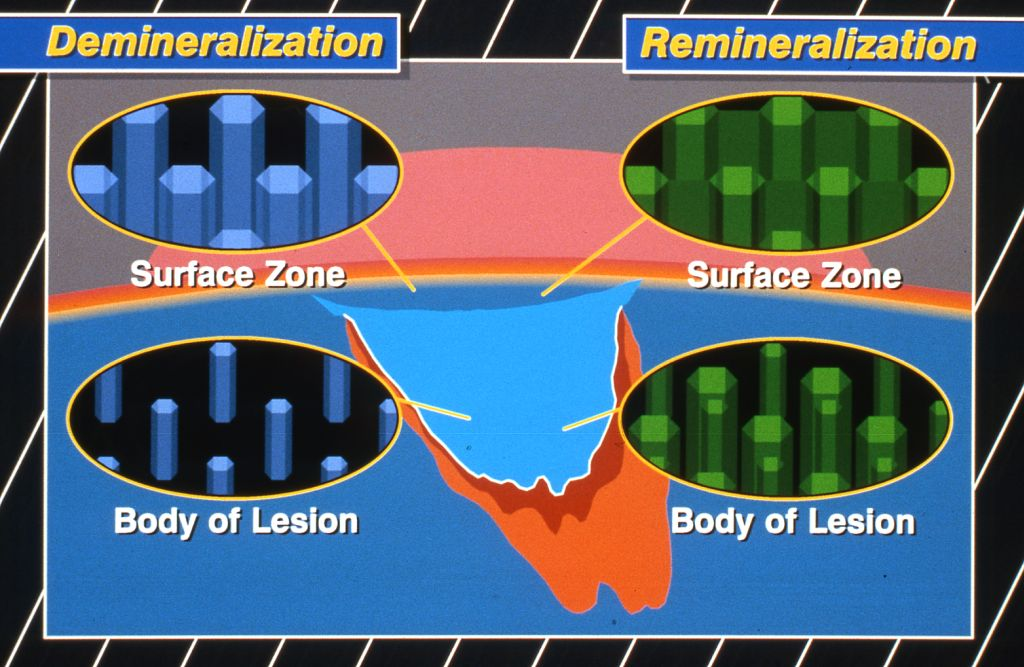 Demineralization
Remineralization
Surface Zone
Surface Zone
Body of Lesion
Body of Lesion